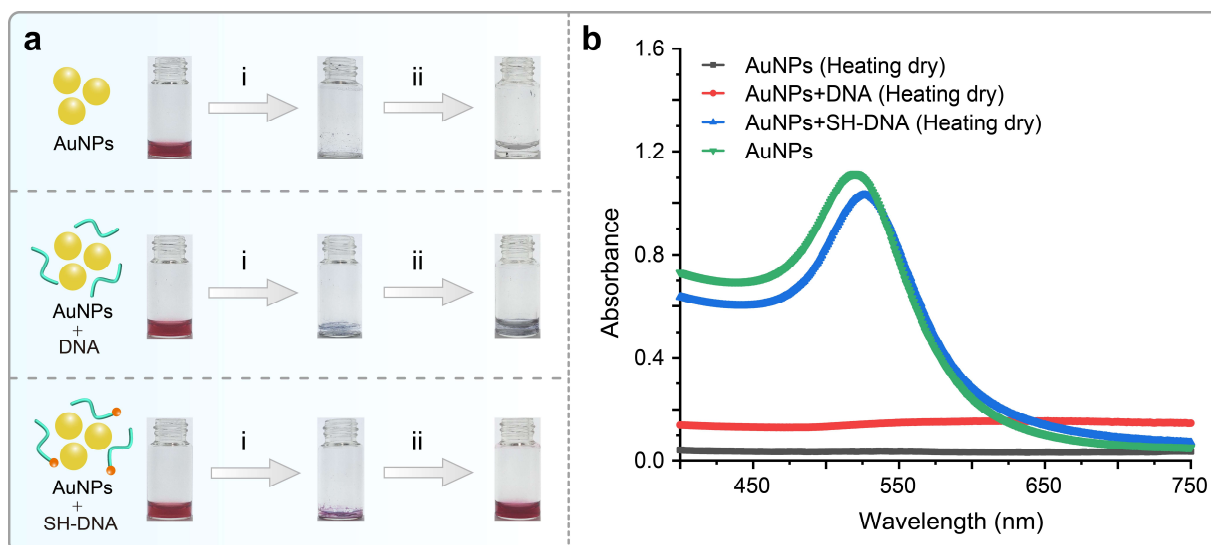 a
i
ii
AuNPs
i
ii
AuNPs
+
DNA
i
ii
AuNPs
+
SH-DNA
b
1.6
1.2
0.8
0.4
0.0
Absorbance
AuNPs (Heating dry)
AuNPs+DNA (Heating dry)
AuNPs+SH-DNA (Heating dry)
AuNPs
450
550
650
750
Wavelength (nm)